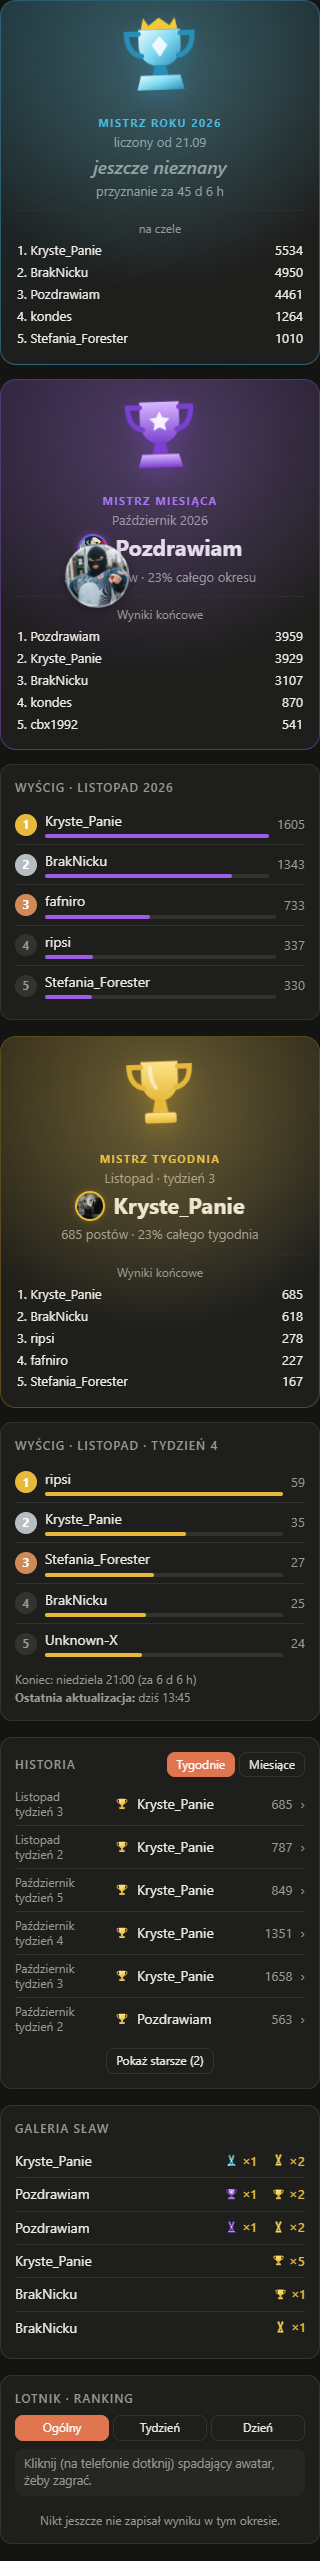 MISTRZ ROKU 2026
liczony od 21.09
jeszcze nieznany
przyznanie za 45 d 6 h
na czele
1. Kryste_Panie 5534
2. BrakNicku 4950
3. Pozdrawiam 4461
4. kondes 1264
5. Stefania_Forester 1010
MISTRZ MIESIĄCA
Październik 2026
Pozdrawiam
· 23% całego okresu
Wyniki końcowe
1. Pozdrawiam 3959
2. Kryste_Panie 3929
3. BrakNicku 3107
4. kondes 870
5. cbx1992 541
WYŚCIG · LISTOPAD 2026
1 Kryste_Panie 1605
2 BrakNicku 1343
3 fafniro 733
4 ripsi 337
5 Stefania_Forester 330
MISTRZ TYGODNIA
Listopad · tydzień 3
Kryste_Panie
685 postów · 23% całego tygodnia
Wyniki końcowe
1. Kryste_Panie 685
2. BrakNicku 618
3. ripsi 278
4. fafniro 227
5. Stefania_Forester 167
WYŚCIG · LISTOPAD · TYDZIEŃ 4
1 ripsi 59
2 Kryste_Panie 35
3 Stefania_Forester 27
4 BrakNicku 25
5 Unknown-X 24
Koniec: niedziela 21:00 (za 6 d 6 h)
Ostatnia aktualizacja: dziś 13:45
HISTORIA Tygodnie Miesiące
Listopad
tydzień 3 Kryste_Panie 685 ›
Listopad
tydzień 2 Kryste_Panie 787 ›
Październik
tydzień 5 Kryste_Panie 849 ›
Październik
tydzień 4 Kryste_Panie 1351 ›
Październik
tydzień 3 Kryste_Panie 1658 ›
Październik
tydzień 2 Pozdrawiam 563 ›
Pokaż starsze (2)
GALERIA SŁAW
Kryste_Panie ×1 ×2
Pozdrawiam ×1 ×2
Pozdrawiam ×1 ×2
Kryste_Panie ×5
BrakNicku ×1
BrakNicku ×1
LOTNIK · RANKING
Ogólny Tydzień Dzień
Kliknij (na telefonie dotknij) spadający awatar,
żeby zagrać.
Nikt jeszcze nie zapisał wyniku w tym okresie.